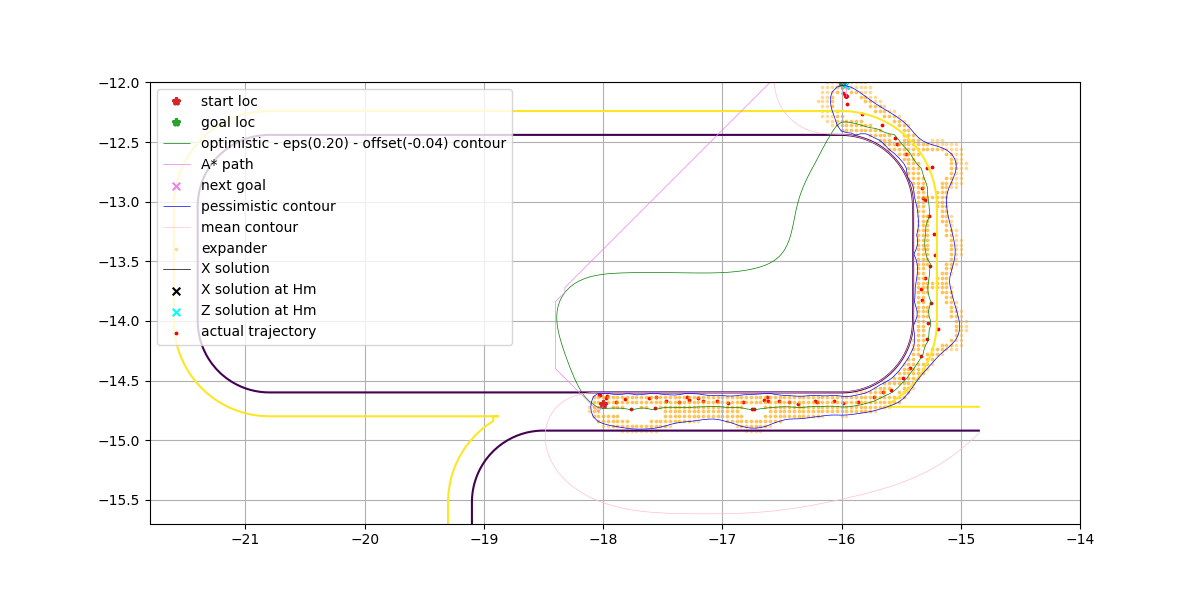 −12.0
start loc
goal loc
optimistic - eps(0.20) - offset(-0.04) contour
−12.5
A* path
next goal
−13.0
pessimistic contour
mean contour
expander
−13.5
X solution
X solution at Hm
−14.0
Z solution at Hm
actual trajectory
−14.5
−15.0
−15.5
−21 −20 −19 −18 −17 −16 −15 −14